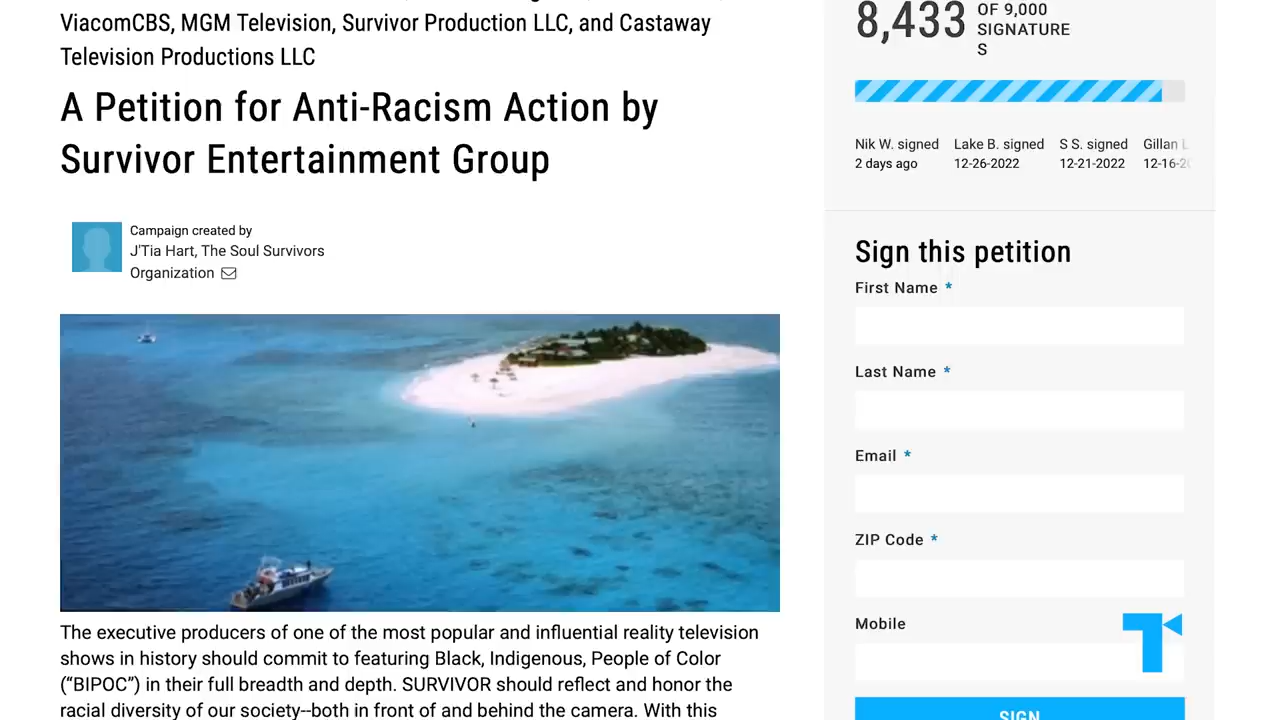 ViacomCBS, MGM Television, Survivor Production LLC, and Castaway
Television Productions LLC
A Petition for Anti-Racism Action by
Survivor Entertainment Group
Campaign created by
J'Tia Hart, The Soul Survivors
Organization
The executive producers of one of the most popular and influential reality television
shows in history should commit to featuring Black, Indigenous, People of Color
(“BIPOC”) in their full breadth and depth. SURVIVOR should reflect and honor the
racial diversity of our society--both in front of and behind the camera. With this
8,433
OF 9,000
SIGNATURE
S
Nik W. signed
2 days ago
Lake B. signed
12-26-2022
S S. signed
12-21-2022
Gillan
12-16-
Sign this petition
First Name *
Last Name *
Email *
ZIP Code *
Mobile
SIGN